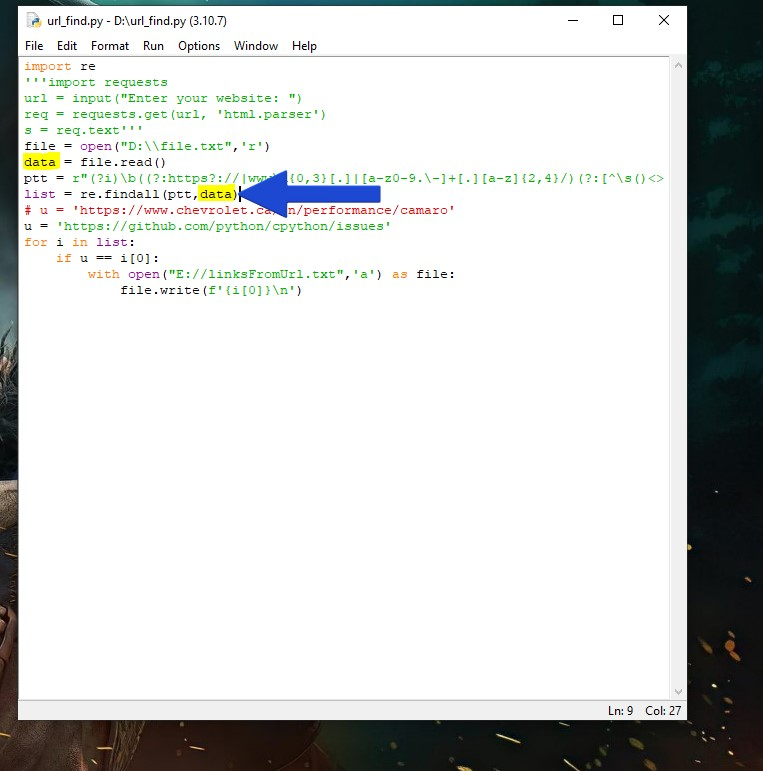 url_find.py - D:\url_find.py (3.10.7)
File Edit Format Run Options Window Help
import re
'''import requests
url = input("Enter your website: ")
req = requests.get(url, 'html.parser')
s = req.text'''
file = open("D:\\file.txt",'r')
data = file.read()
ptt = r"(?i)\b((?:https?://|www\d{0,3}[.]|[a-z0-9.\-]+[.][a-z]{2,4}/)(?:[^\s()<>
list = re.findall(ptt,data)
# u = 'https://www.chevrolet.ca/en/performance/camaro'
u = 'https://github.com/python/cpython/issues'
for i in list:
    if u == i[0]:
        with open("E://linksFromUrl.txt",'a') as file:
            file.write(f'{i[0]}\n')
Ln: 9 Col: 27